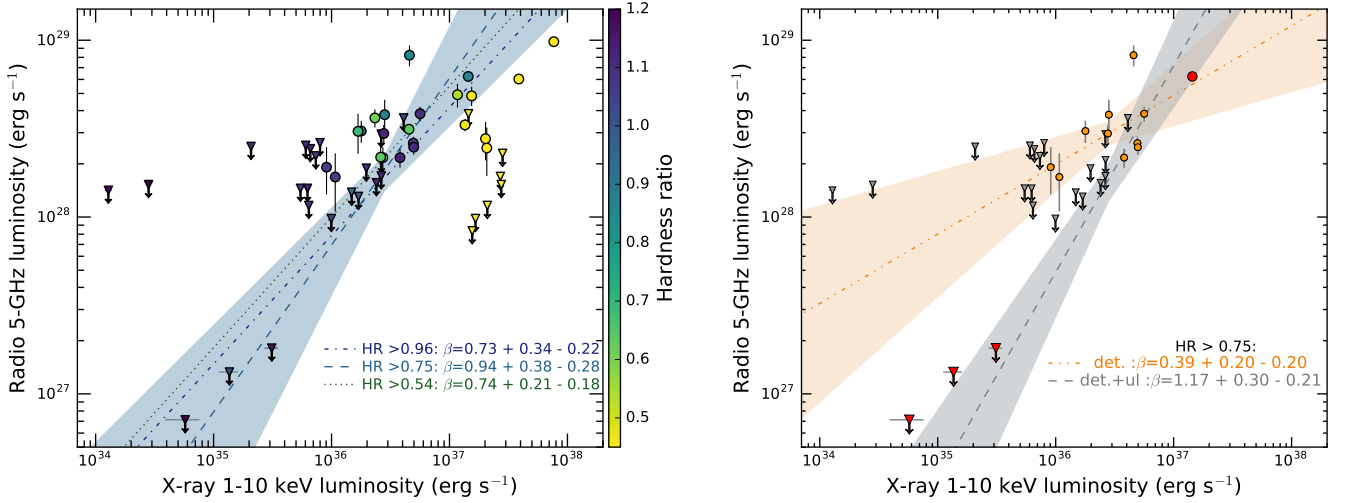 10^29
10^28
10^27
Radio 5-GHz luminosity (erg s^−1)
10^34 10^35 10^36 10^37 10^38
X-ray 1-10 keV luminosity (erg s^−1)
HR >0.96: β=0.73 + 0.34 - 0.22
HR >0.75: β=0.94 + 0.38 - 0.28
HR >0.54: β=0.74 + 0.21 - 0.18
1.2
1.1
1.0
0.9
0.8
0.7
0.6
0.5
Hardness ratio
10^29
10^28
10^27
Radio 5-GHz luminosity (erg s^−1)
10^34 10^35 10^36 10^37 10^38
X-ray 1-10 keV luminosity (erg s^−1)
HR > 0.75:
det. :β=0.39 + 0.20 - 0.20
det.+ul :β=1.17 + 0.30 - 0.21